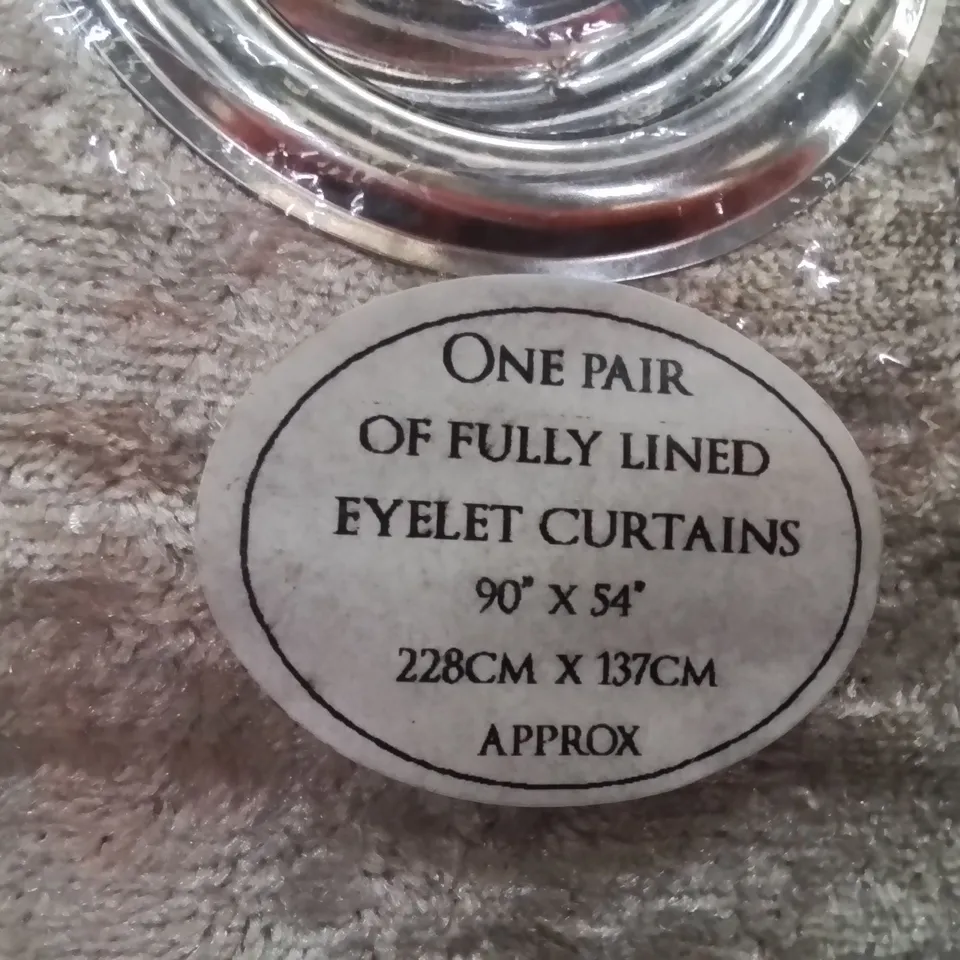 ONE PAIR
OF FULLY LINED
EYELET CURTAINS
90" X 54"
228CM X 137CM
APPROX